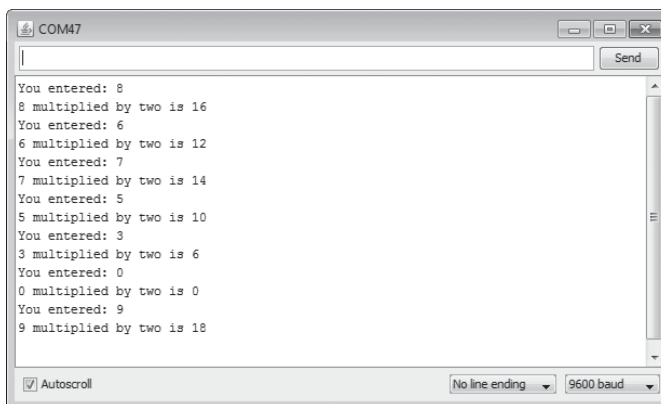 COM47
Send
You entered: 8
8 multiplied by two is 16
You entered: 6
6 multiplied by two is 12
You entered: 7
7 multiplied by two is 14
You entered: 5
5 multiplied by two is 10
You entered: 3
3 multiplied by two is 6
You entered: 0
0 multiplied by two is 0
You entered: 9
9 multiplied by two is 18
Autoscroll
No line ending
9600 baud